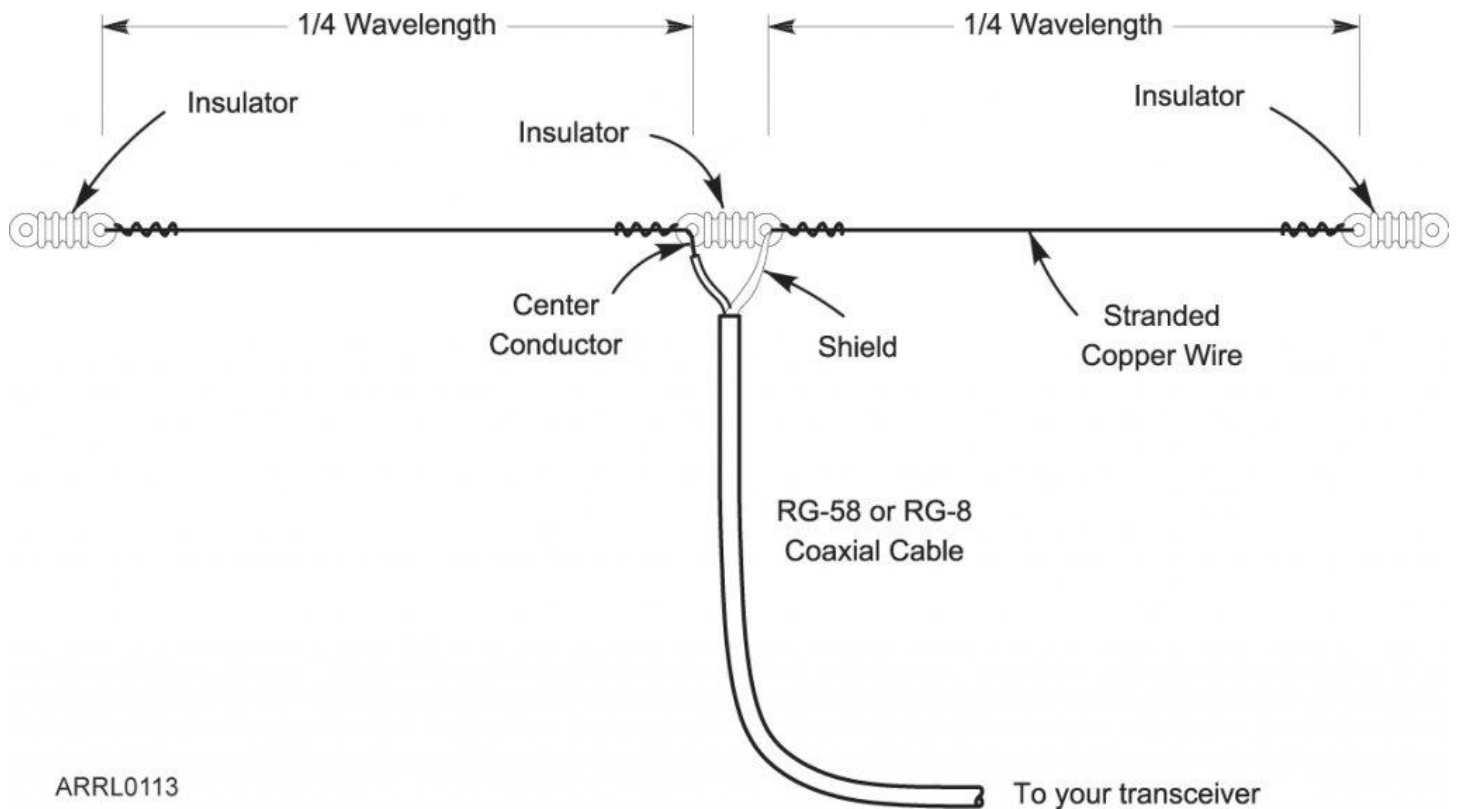 1/4 Wavelength
1/4 Wavelength
Insulator
Insulator
Insulator
Center
Conductor
Shield
Stranded
Copper Wire
RG-58 or RG-8
Coaxial Cable
ARRL0113
To your transceiver